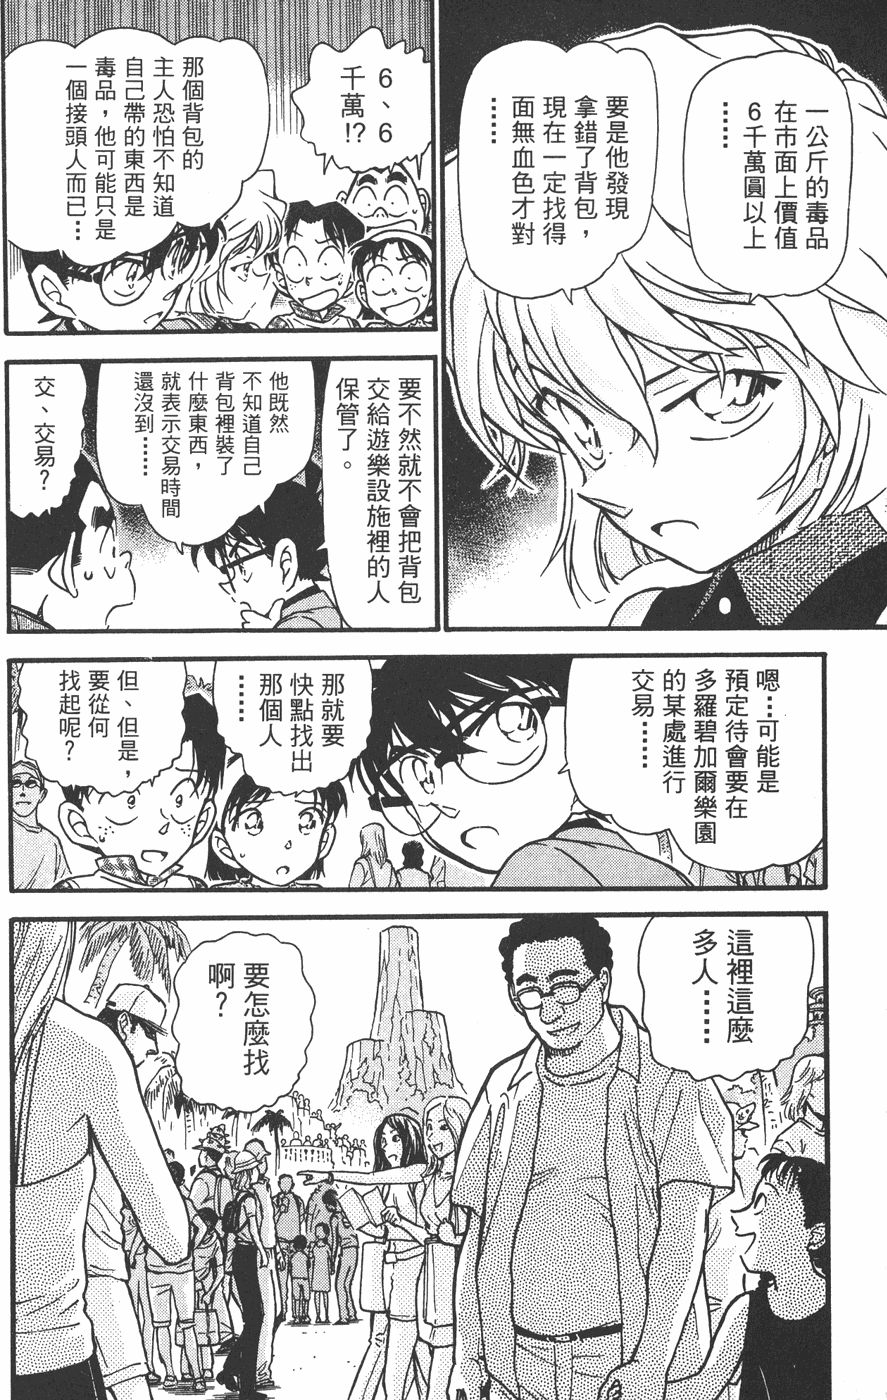 一公斤的毒品
在市面上價值
6千萬圓以上
……
要是他發現
拿錯了背包，
現在一定找得
面無血色才對
……
6、6
千萬!?
那個背包的
主人恐怕不知道
自己帶的東西是
毒品，他可能只是
一個接頭人而已…
要不然就不會把背包
交給遊樂設施裡的人
保管了。
他既然
不知道自己
背包裡裝了
什麼東西，
就表示交易時間
還沒到……
交、交易？
嗯…可能是
預定待會要在
多羅碧加爾樂園
的某處進行
交易……
那就要
快點找出
那個人
……
但、但是，
要從何
找起呢？
這裡這麼
多人……
要怎麼找
啊？